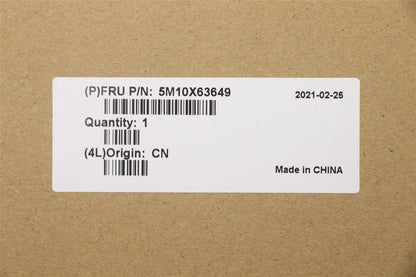 (P)FRU P/N: 5M10X63649
2021-02-25
Quantity: 1
(4L)Origin: CN
Made in CHINA